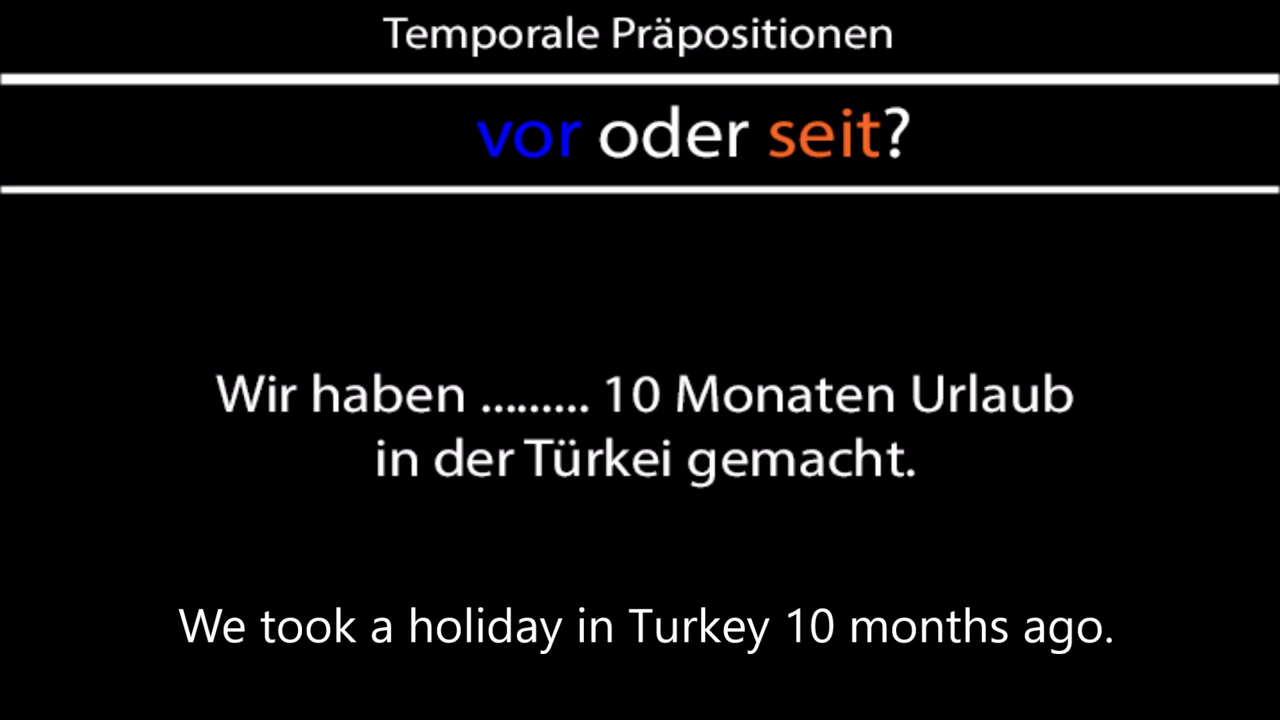 Temporale Präpositionen
vor oder seit?
Wir haben ......... 10 Monaten Urlaub
in der Türkei gemacht.
We took a holiday in Turkey 10 months ago.